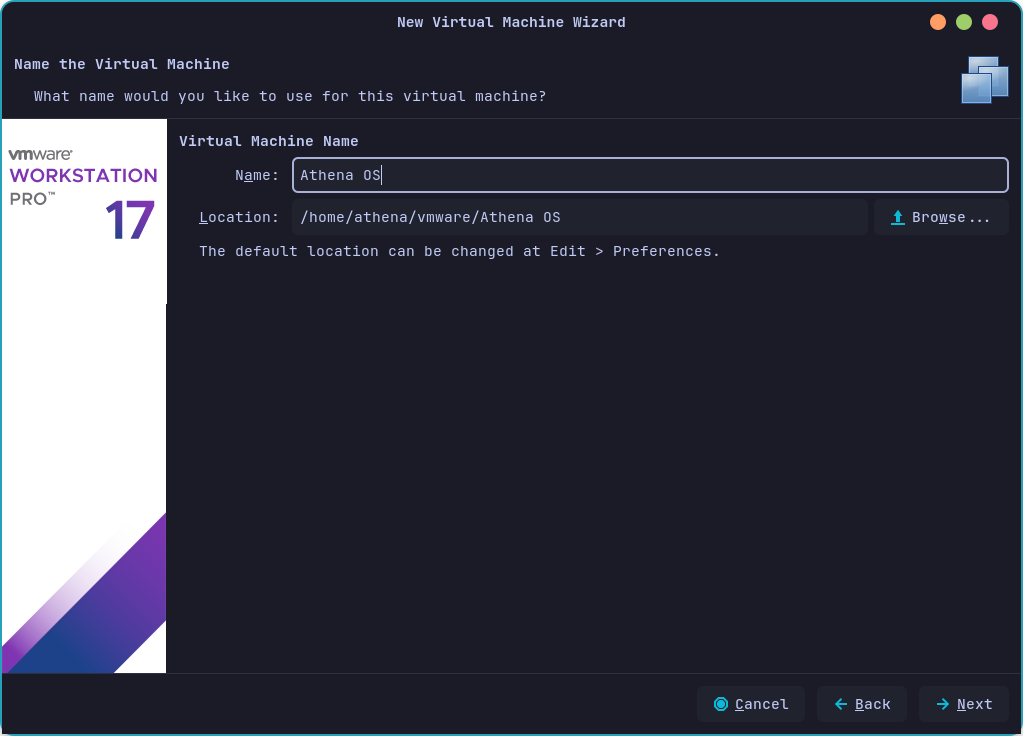 New Virtual Machine Wizard
Name the Virtual Machine
What name would you like to use for this virtual machine?
vmware®
WORKSTATION
PRO™
17
Virtual Machine Name
Name: Athena OS
Location: /home/athena/vmware/Athena OS Browse...
The default location can be changed at Edit > Preferences.
Cancel Back Next